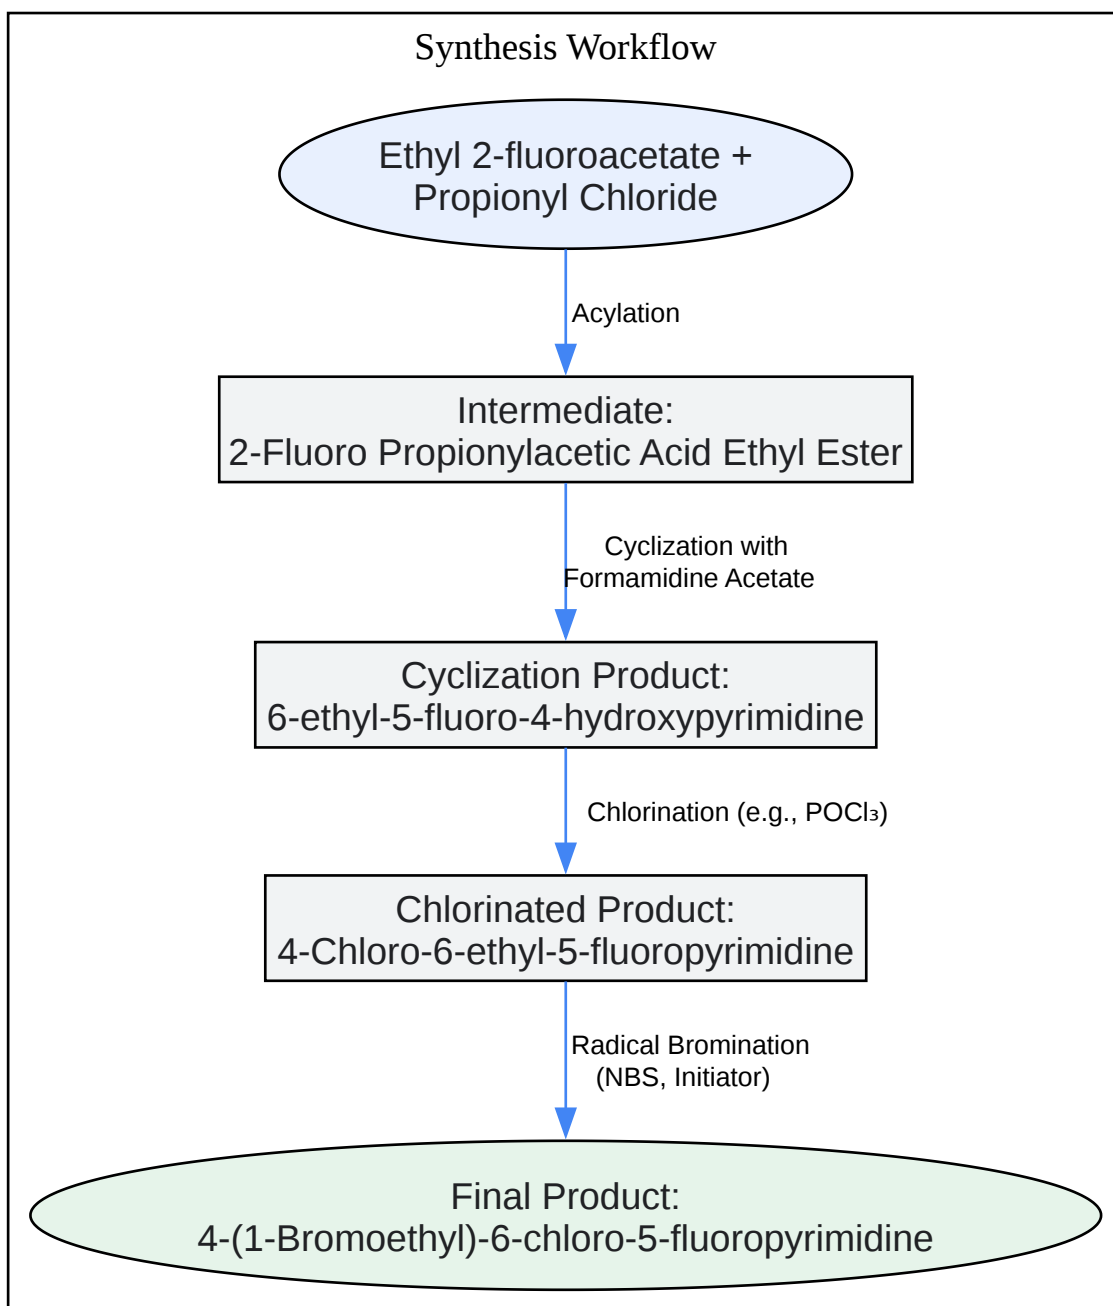 Synthesis Workflow
Ethyl 2-fluoroacetate +
Propionyl Chloride
Acylation
Intermediate:
2-Fluoro Propionylacetic Acid Ethyl Ester
Cyclization with
Formamidine Acetate
Cyclization Product:
6-ethyl-5-fluoro-4-hydroxypyrimidine
Chlorination (e.g., POCl₃)
Chlorinated Product:
4-Chloro-6-ethyl-5-fluoropyrimidine
Radical Bromination
(NBS, Initiator)
Final Product:
4-(1-Bromoethyl)-6-chloro-5-fluoropyrimidine